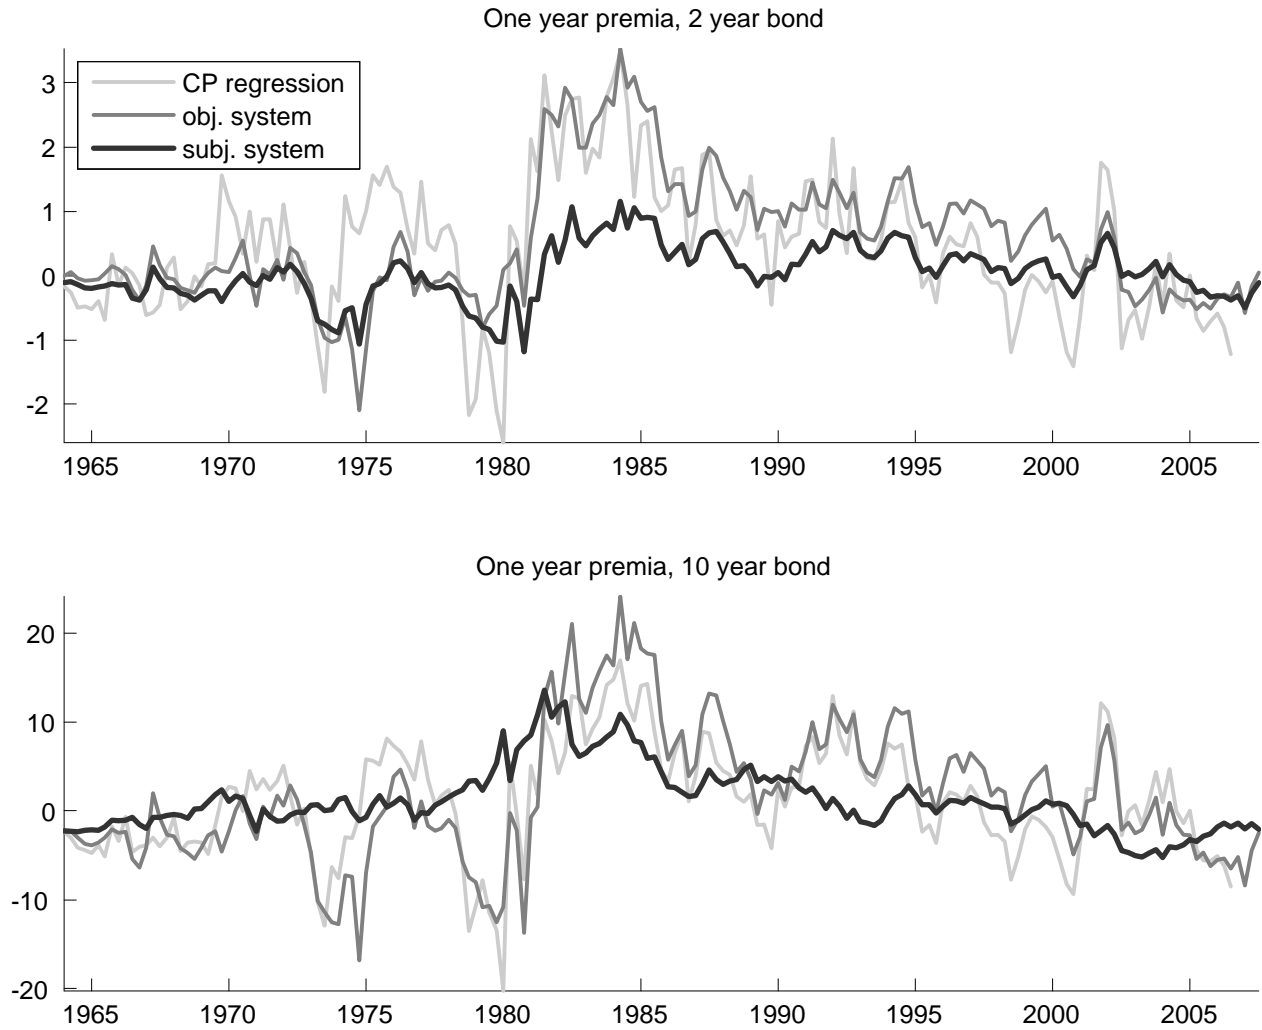 One year premia, 2 year bond
CP regression
obj. system
subj. system
3
2
1
0
-1
-2
1965 1970 1975 1980 1985 1990 1995 2000 2005
One year premia, 10 year bond
20
10
0
-10
-20
1965 1970 1975 1980 1985 1990 1995 2000 2005